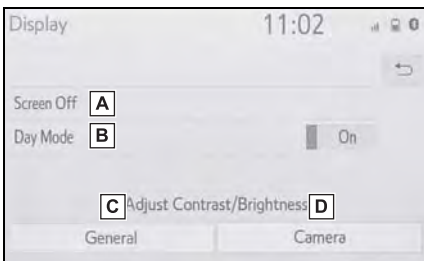 Display 11:02
Screen Off A
Day Mode B On
C Adjust Contrast/Brightness D
General Camera